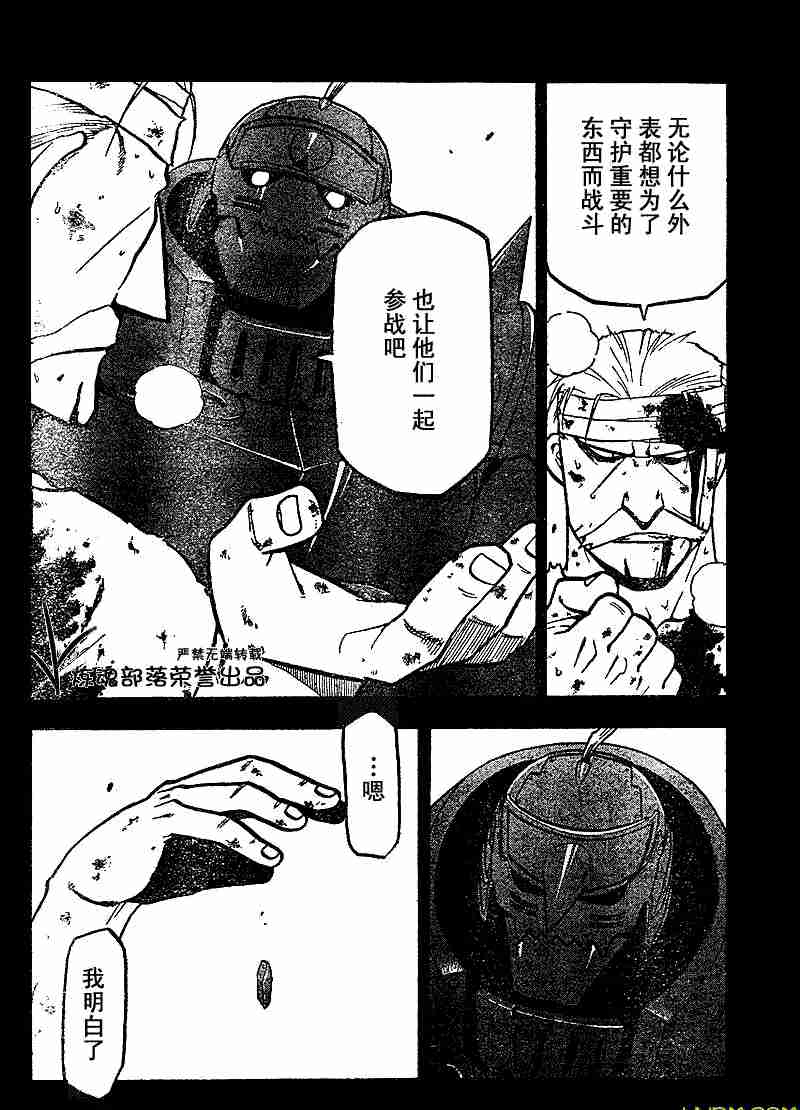 无论什么外
表都想为了
守护重要的
东西而战斗
也让他们一起
参战吧
严禁无端转载
魂部落荣誉出品
…嗯
我明白了